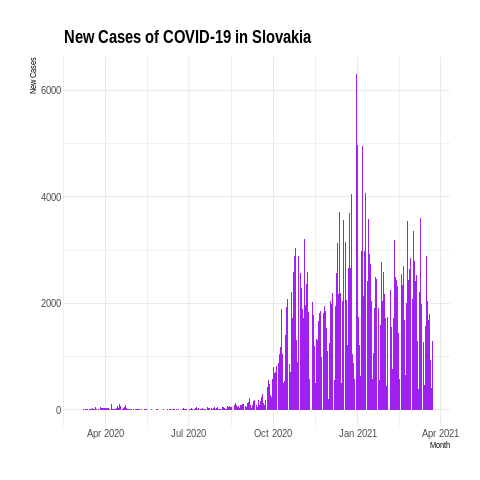 New Cases of COVID-19 in Slovakia
New Cases
6000
4000
2000
0
Apr 2020 Jul 2020 Oct 2020 Jan 2021 Apr 2021
Month